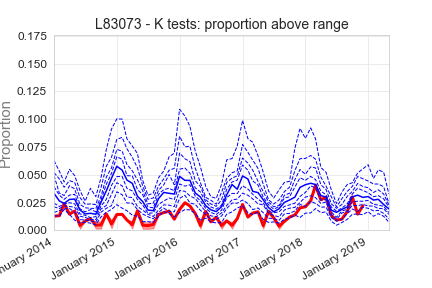 L83073 - K tests: proportion above range
0.175
0.150
0.125
0.100
0.075
0.050
0.025
0.000
Proportion
2014
January 2015
January 2016
January 2017
January 2018
January 2019